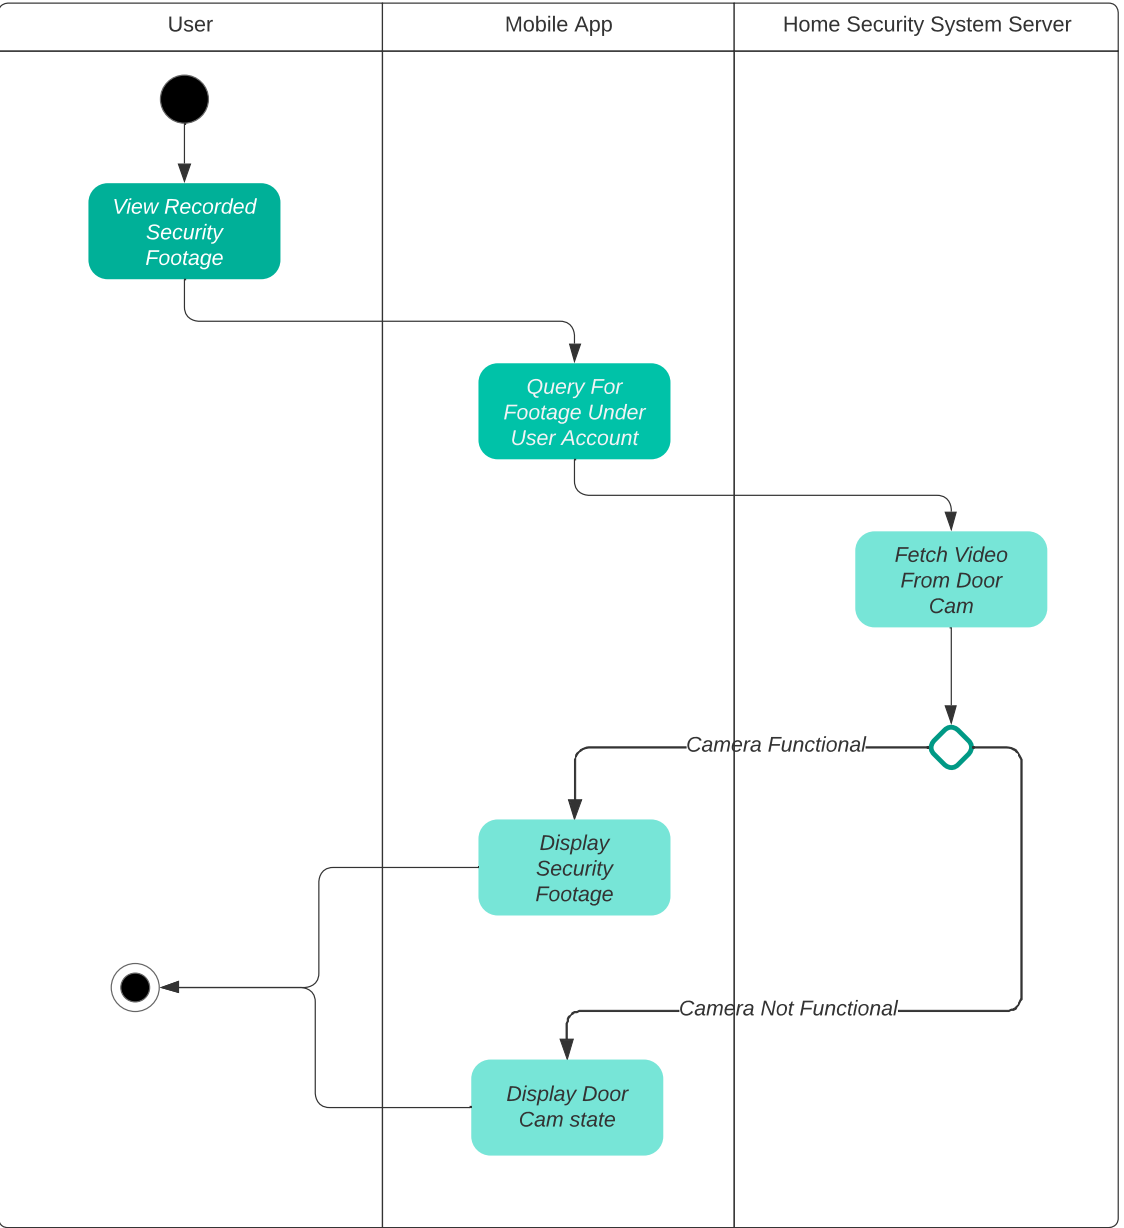 User
Mobile App
Home Security System Server
View Recorded
Security
Footage
Query For
Footage Under
User Account
Fetch Video
From Door
Cam
Camera Functional
Display
Security
Footage
Camera Not Functional
Display Door
Cam state